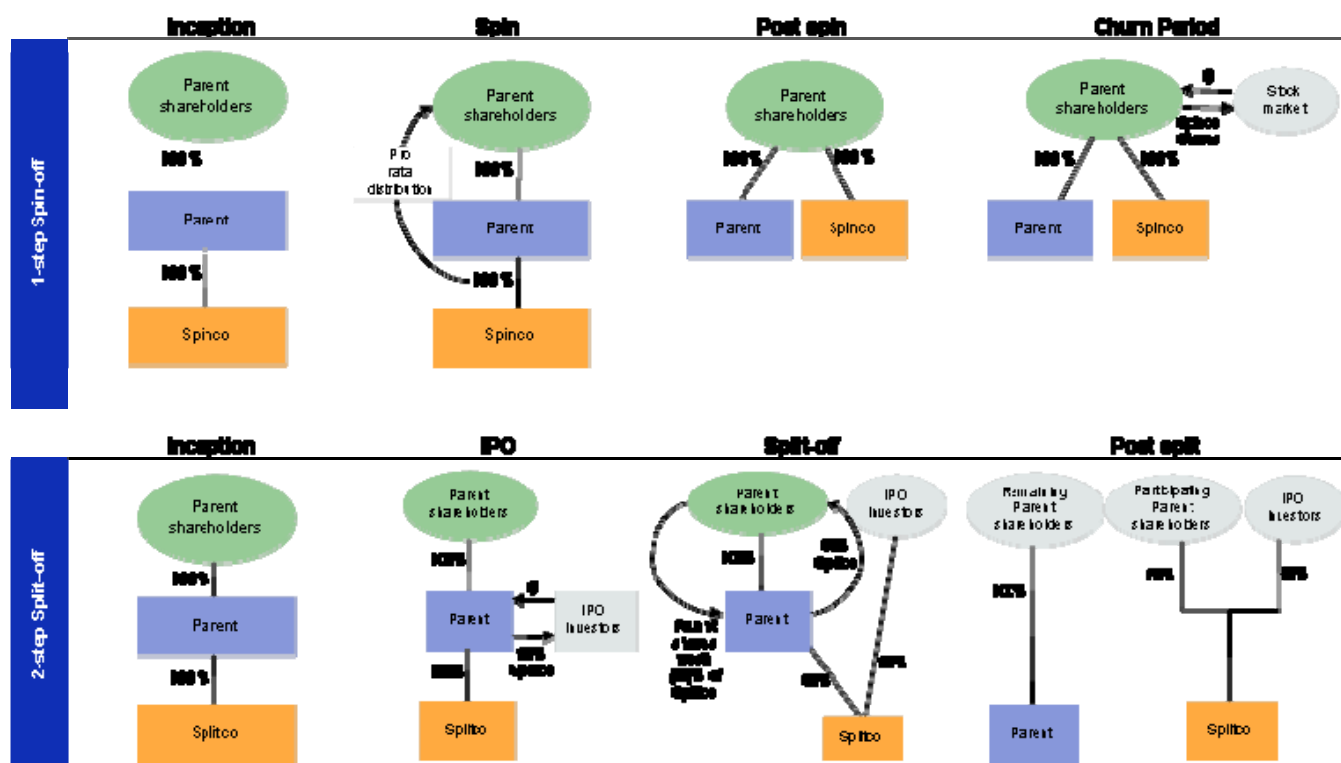 Inception
Spin
Post spin
Churn Period
1-step Spin-off
Parent
shareholders
100%
Parent
100%
Spinco
Parent
shareholders
Pro
rata
distribution
100%
Parent
100%
Spinco
Parent
shareholders
100%
100%
Parent
Spinco
Parent
shareholders
$
Stock
market
Spinco
shares
100%
100%
Parent
Spinco
Inception
IPO
Split-off
Post split
2-step Split-off
Parent
shareholders
100%
Parent
100%
Splitco
Parent
shareholders
Parent
$
IPO
Investors
Splitco
Parent
shareholders
IPO
Investors
Parent
Splitco
Remaining
Parent
shareholders
Participating
Parent
shareholders
IPO
Investors
Parent
Splitco